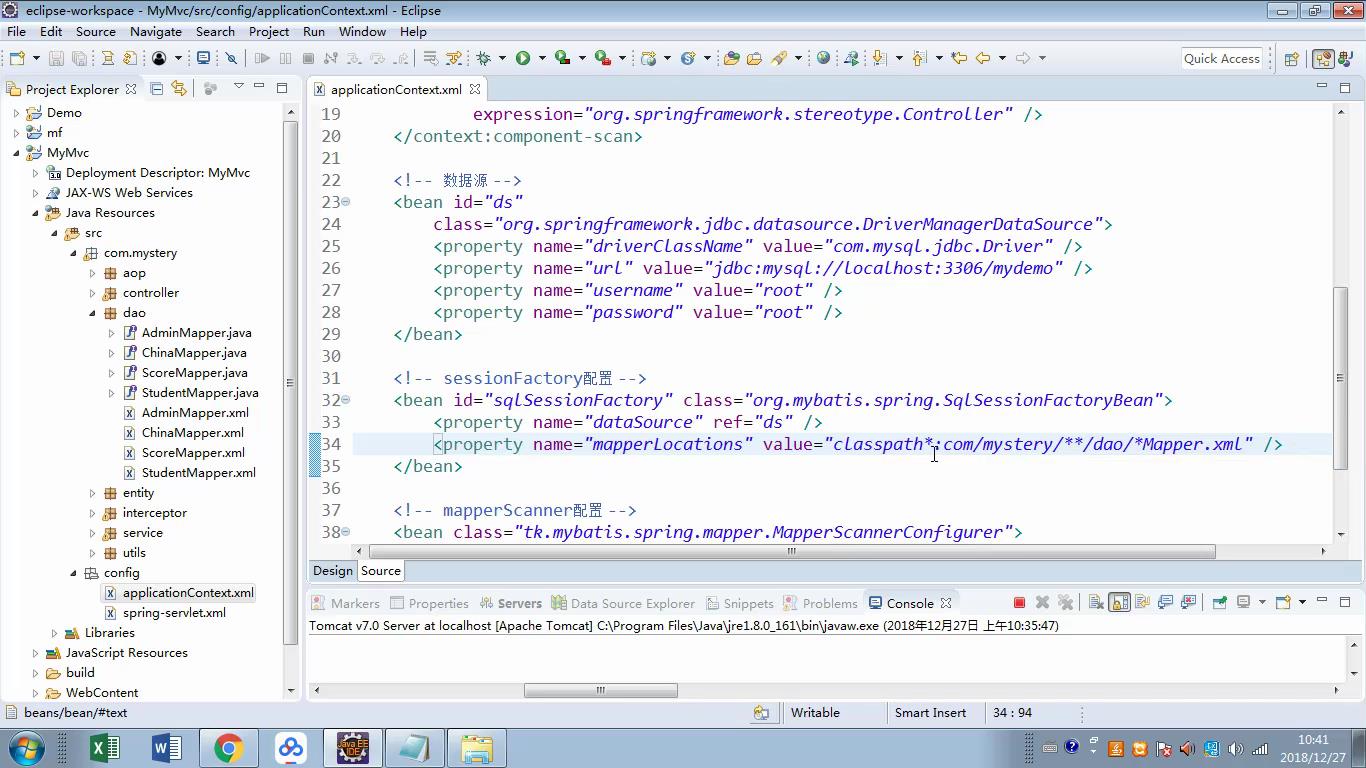 eclipse-workspace - MyMvc/src/config/applicationContext.xml - Eclipse
File Edit Source Navigate Search Project Run Window Help
Quick Access
Project Explorer
Demo
mf
MyMvc
Deployment Descriptor: MyMvc
3.0
JAX-WS Web Services
Java Resources
src
com.mystery
aop
controller
dao
AdminMapper.java
ChinaMapper.java
ScoreMapper.java
StudentMapper.java
AdminMapper.xml
ChinaMapper.xml
ScoreMapper.xml
StudentMapper.xml
entity
interceptor
service
utils
config
applicationContext.xml
spring-servlet.xml
Libraries
JavaScript Resources
build
WebContent
applicationContext.xml
19 expression="org.springframework.stereotype.Controller" />
20 </context:component-scan>
21
22 <!-- 数据源 -->
23 <bean id="ds"
24 class="org.springframework.jdbc.datasource.DriverManagerDataSource">
25 <property name="driverClassName" value="com.mysql.jdbc.Driver" />
26 <property name="url" value="jdbc:mysql://localhost:3306/mydemo" />
27 <property name="username" value="root" />
28 <property name="password" value="root" />
29 </bean>
30
31 <!-- sessionFactory配置 -->
32 <bean id="sqlSessionFactory" class="org.mybatis.spring.SqlSessionFactoryBean">
33 <property name="dataSource" ref="ds" />
34 <property name="mapperLocations" value="classpath*:com/mystery/**/dao/*Mapper.xml" />
35 </bean>
36
37 <!-- mapperScanner配置 -->
38 <bean class="tk.mybatis.spring.mapper.MapperScannerConfigurer">
Design Source
Markers Properties Servers Data Source Explorer Snippets Problems Console
Tomcat v7.0 Server at localhost [Apache Tomcat] C:\Program Files\Java\jre1.8.0_161\bin\javaw.exe (2018年12月27日 上午10:35:47)
beans/bean/#text Writable Smart Insert 34 : 94
Java EE
IDE
10:41
2018/12/27